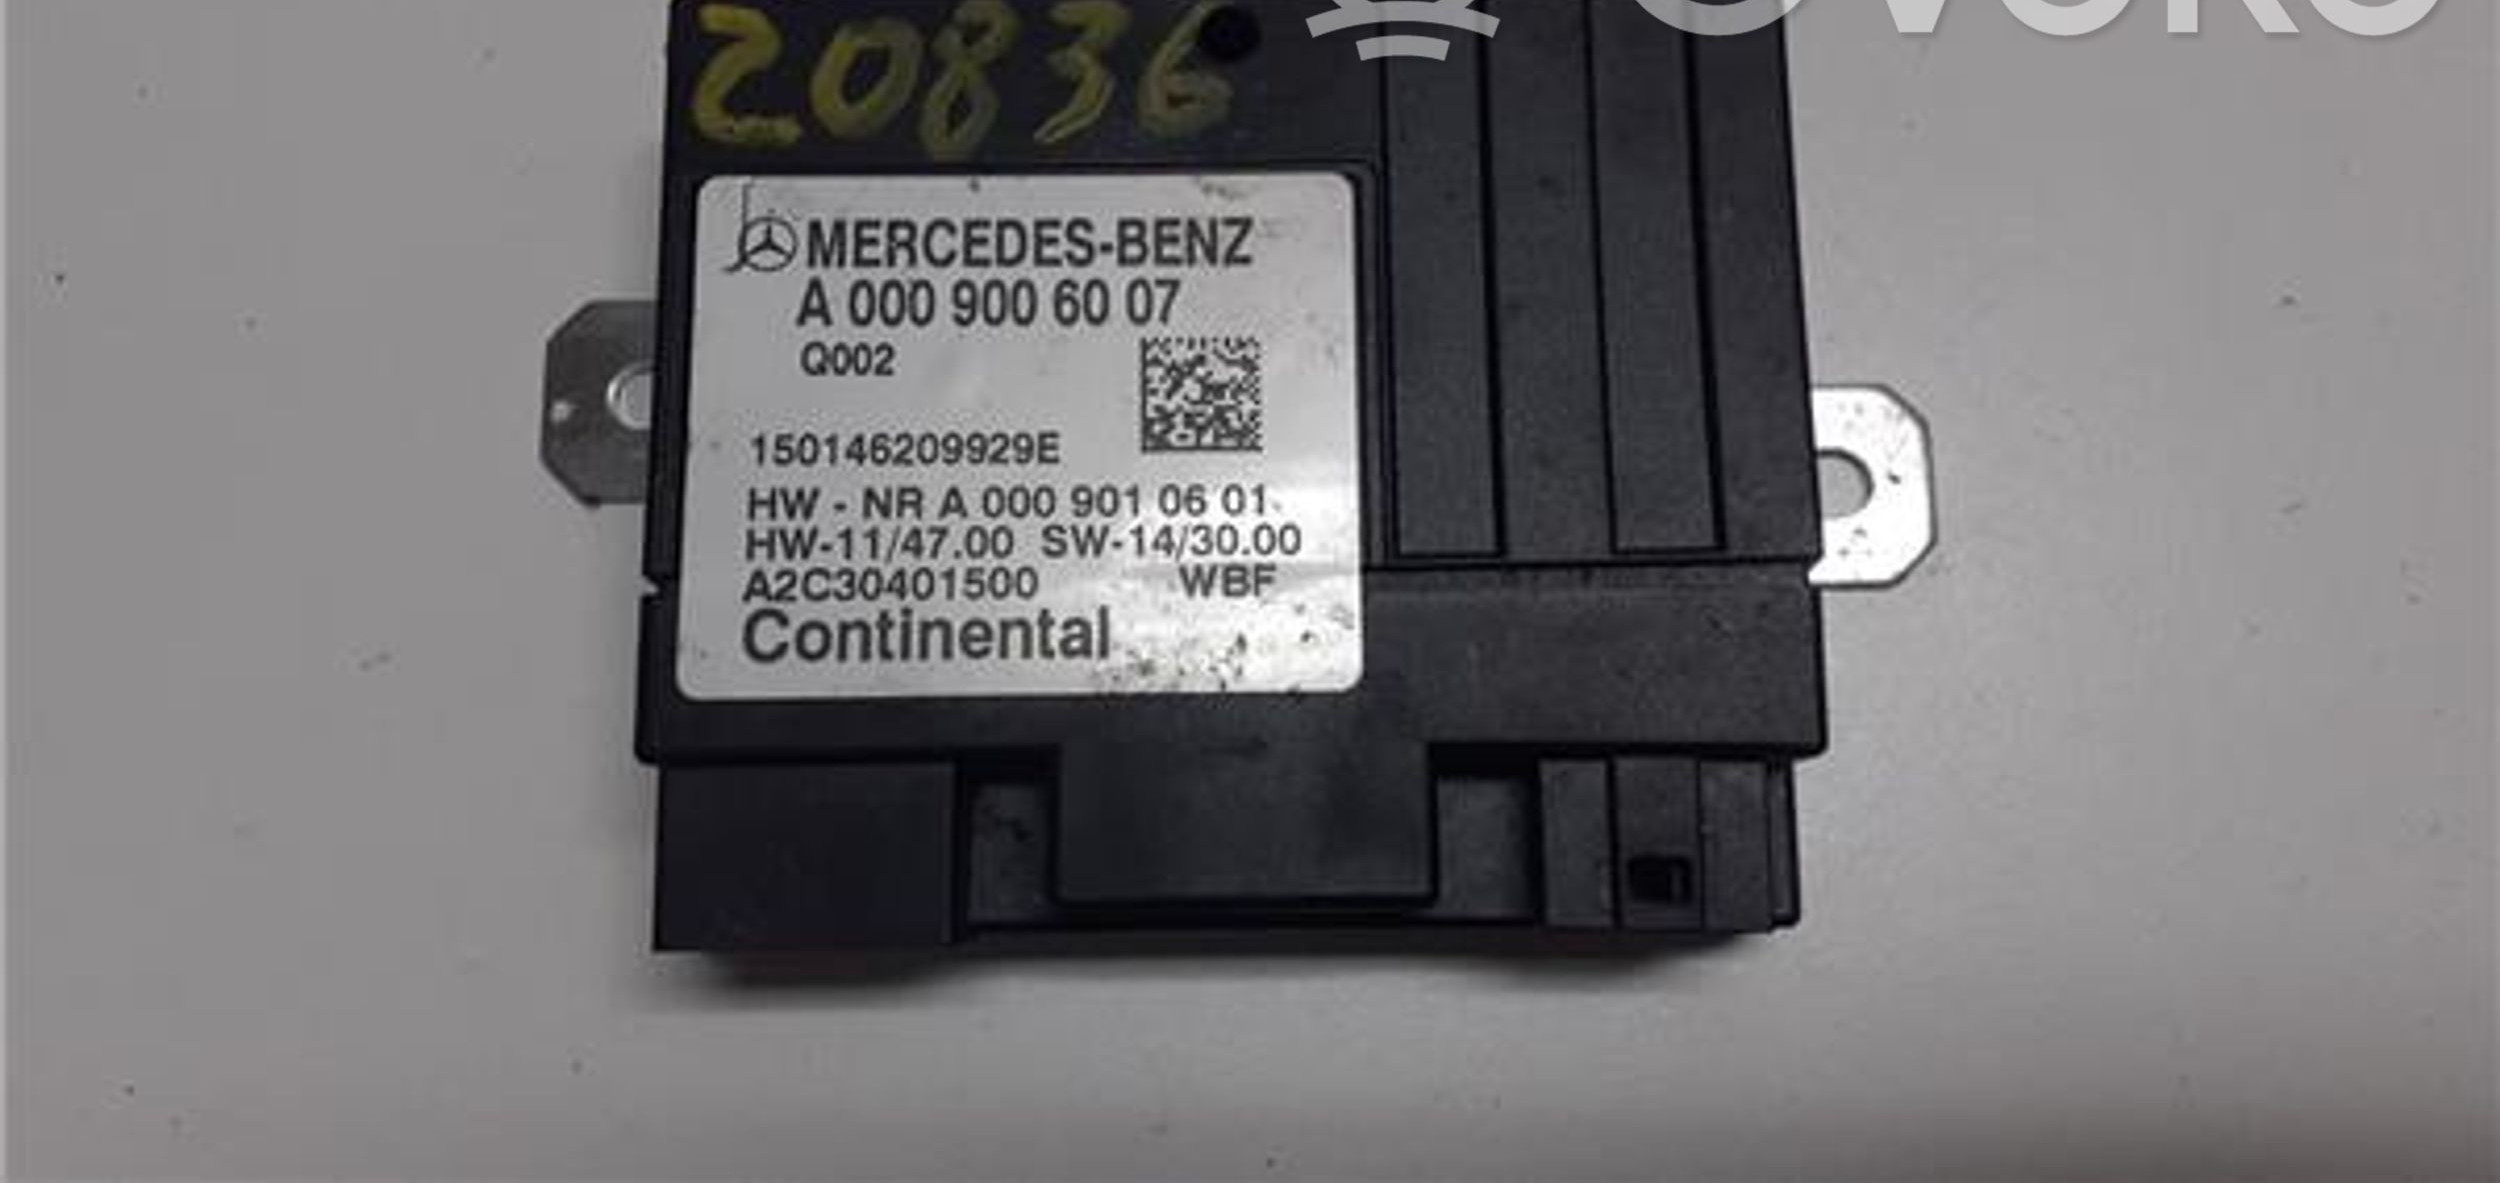 20836
MERCEDES-BENZ
A 000 900 60 07
Q002
150146209929E
HW - NR A 000 901 06 01
HW-11/47.00 SW-14/30.00
A2C30401500 WBF
Continental